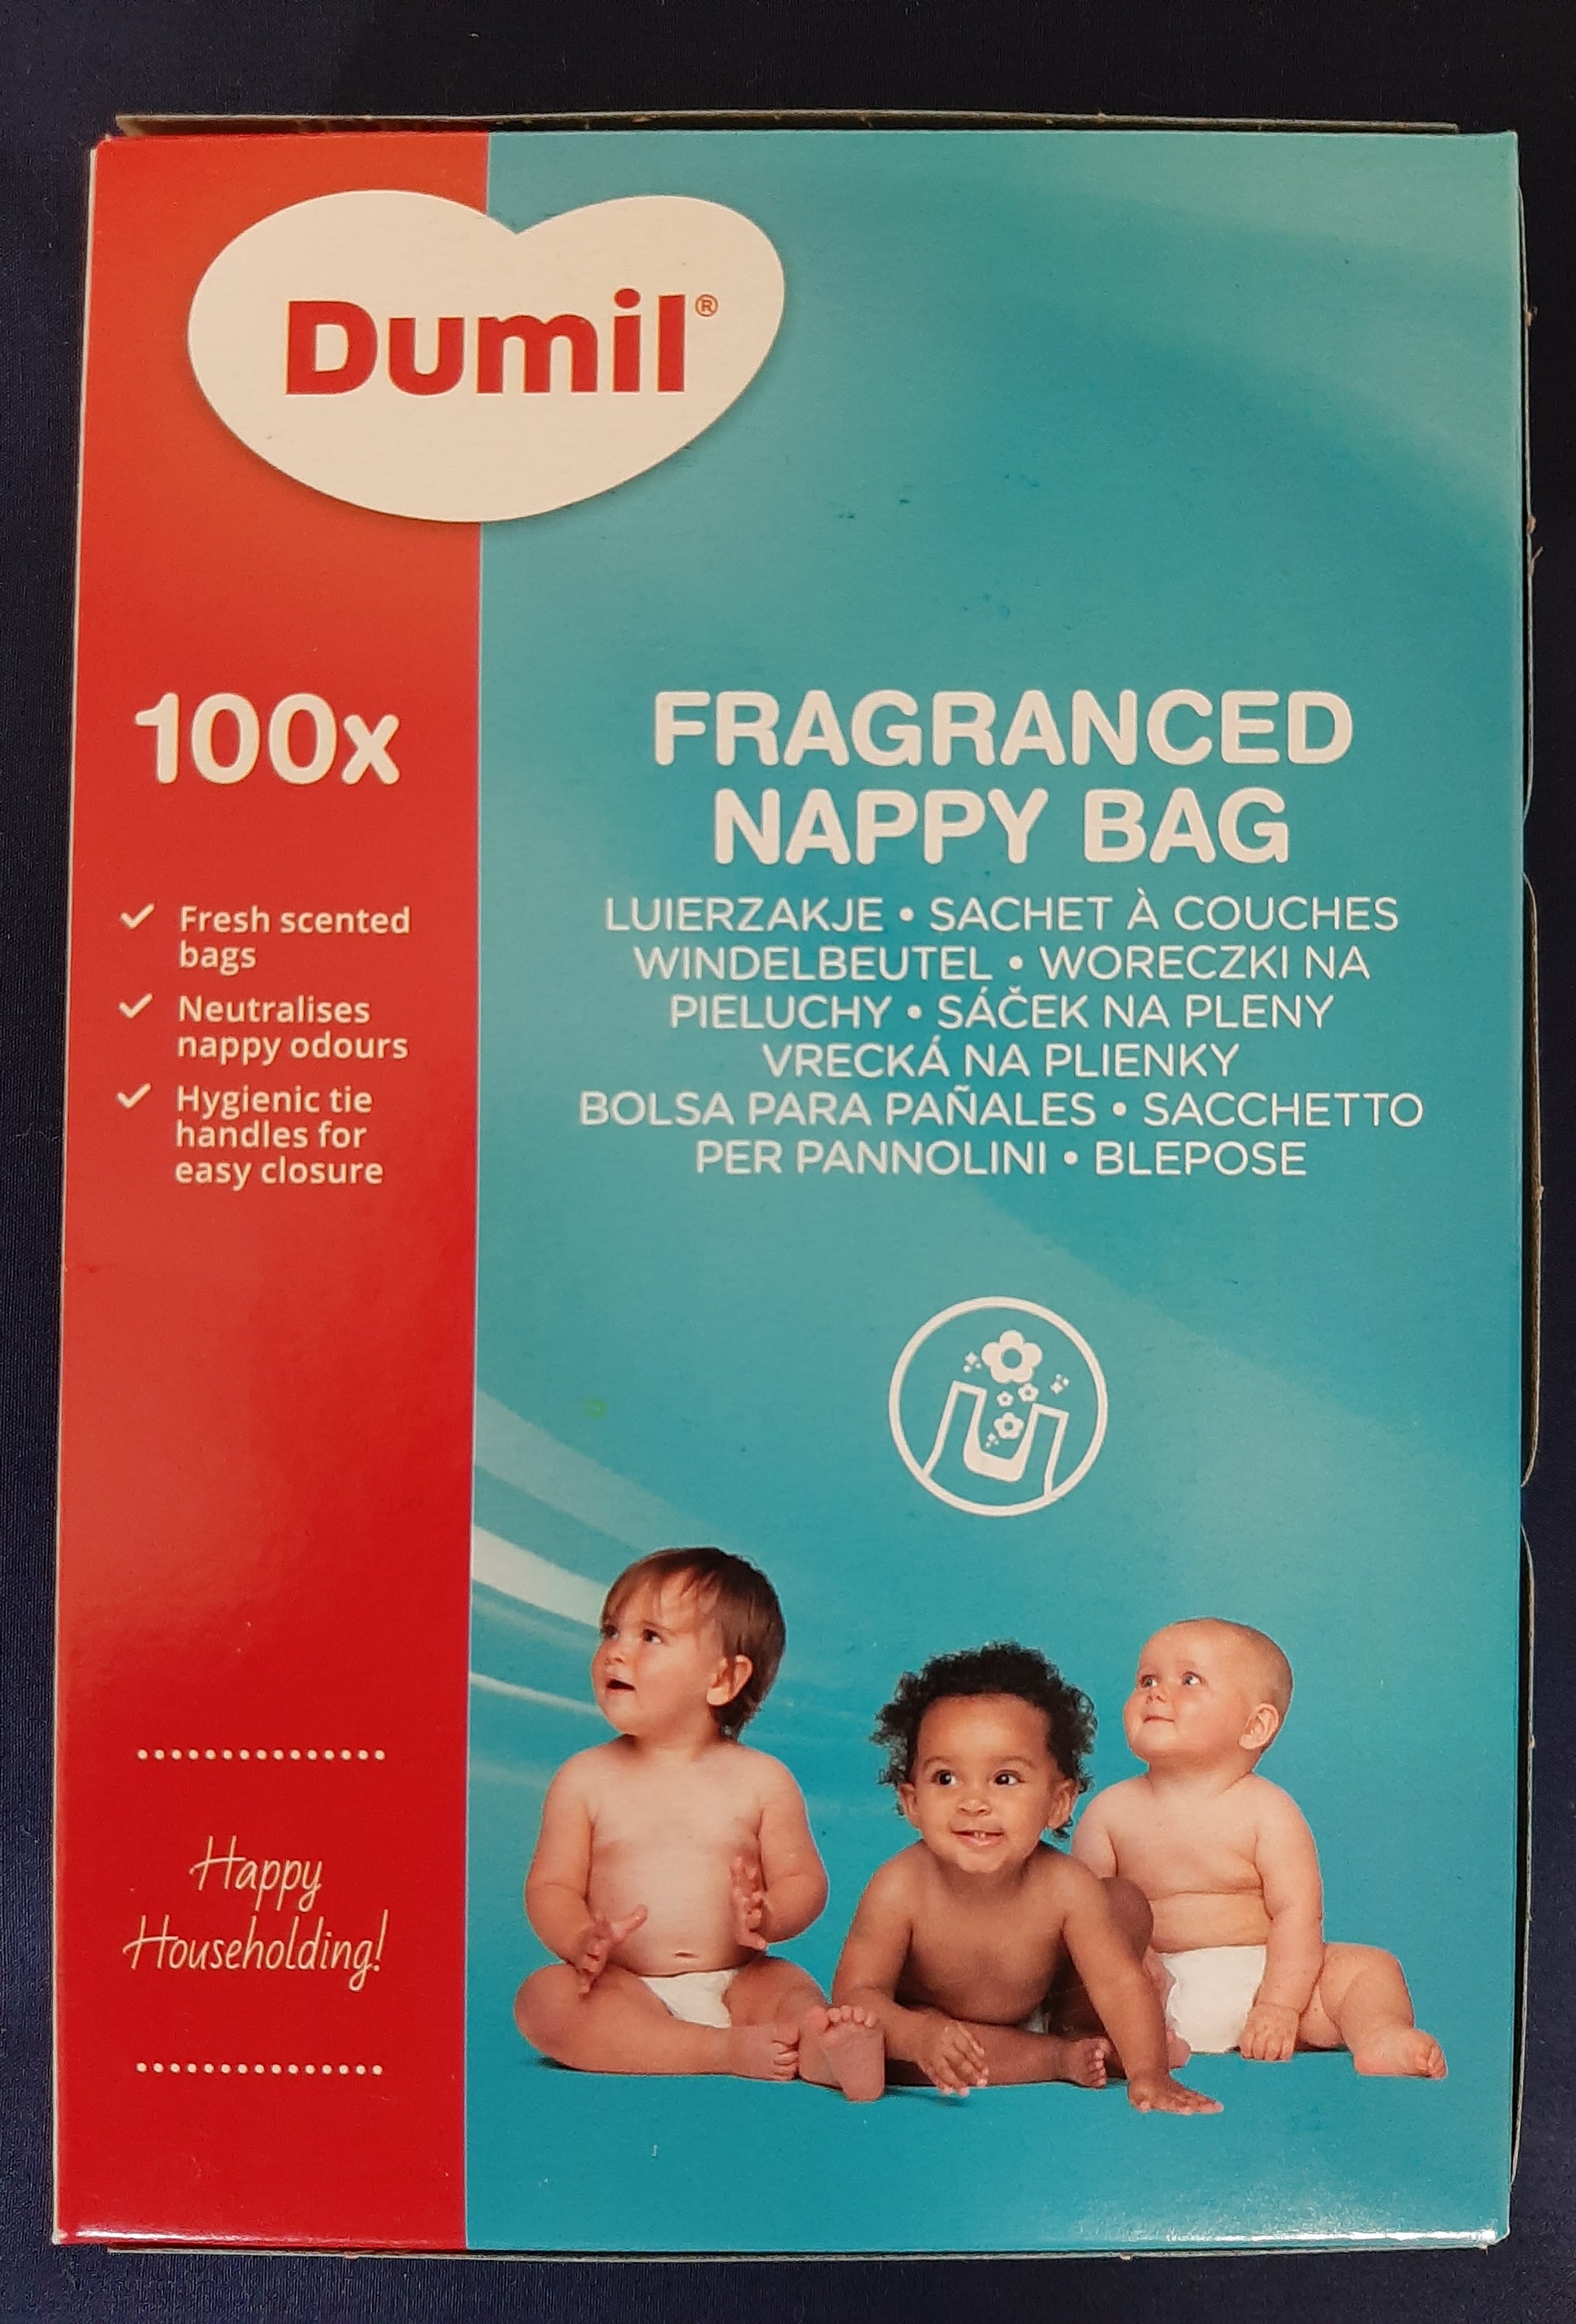 Dumil®
100x
Fresh scented
bags
Neutralises
nappy odours
Hygienic tie
handles for
easy closure
FRAGRANCED
NAPPY BAG
LUIERZAKJE • SACHET À COUCHES
WINDELBEUTEL • WORECZKI NA
PIELUCHY • SÁČEK NA PLENY
VRECKÁ NA PLIENKY
BOLSA PARA PAÑALES • SACCHETTO
PER PANNOLINI • BLEPOSE
Happy
Householding!